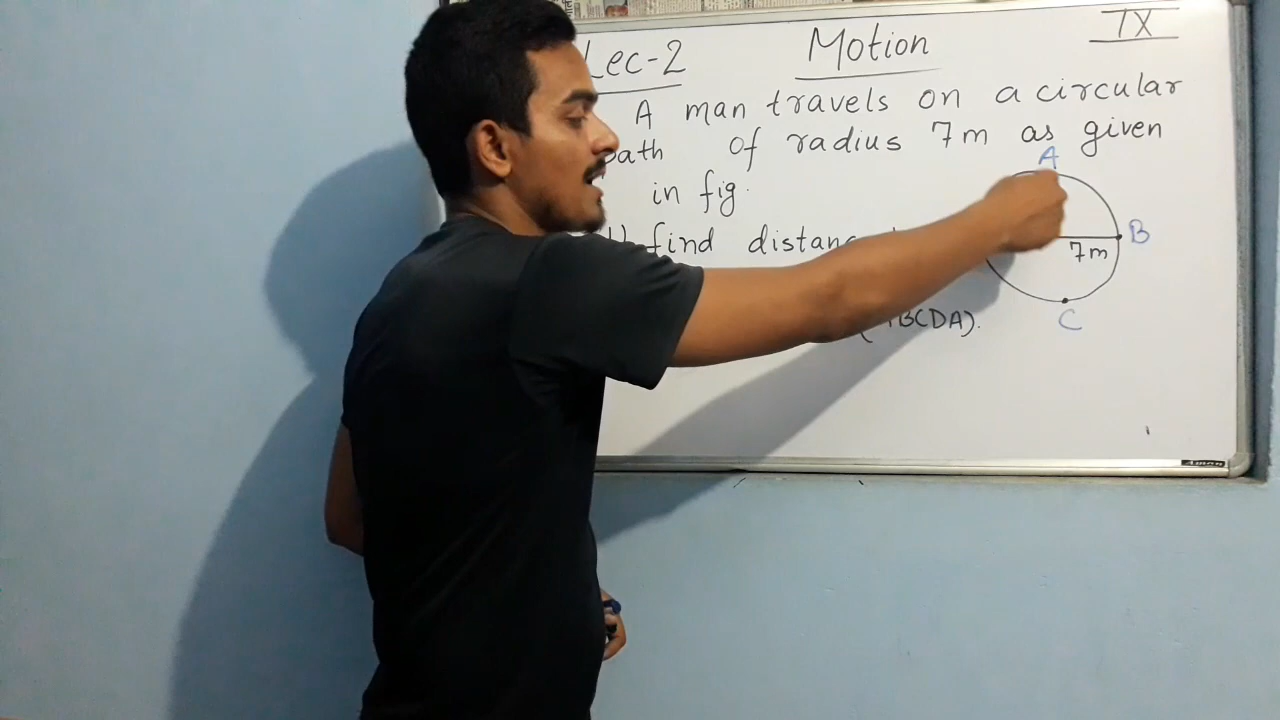 Lec-2 Motion IX
A man travels on a circular
path of radius 7m as given
in fig.
A
find distance
B
7m
BCDA).
C